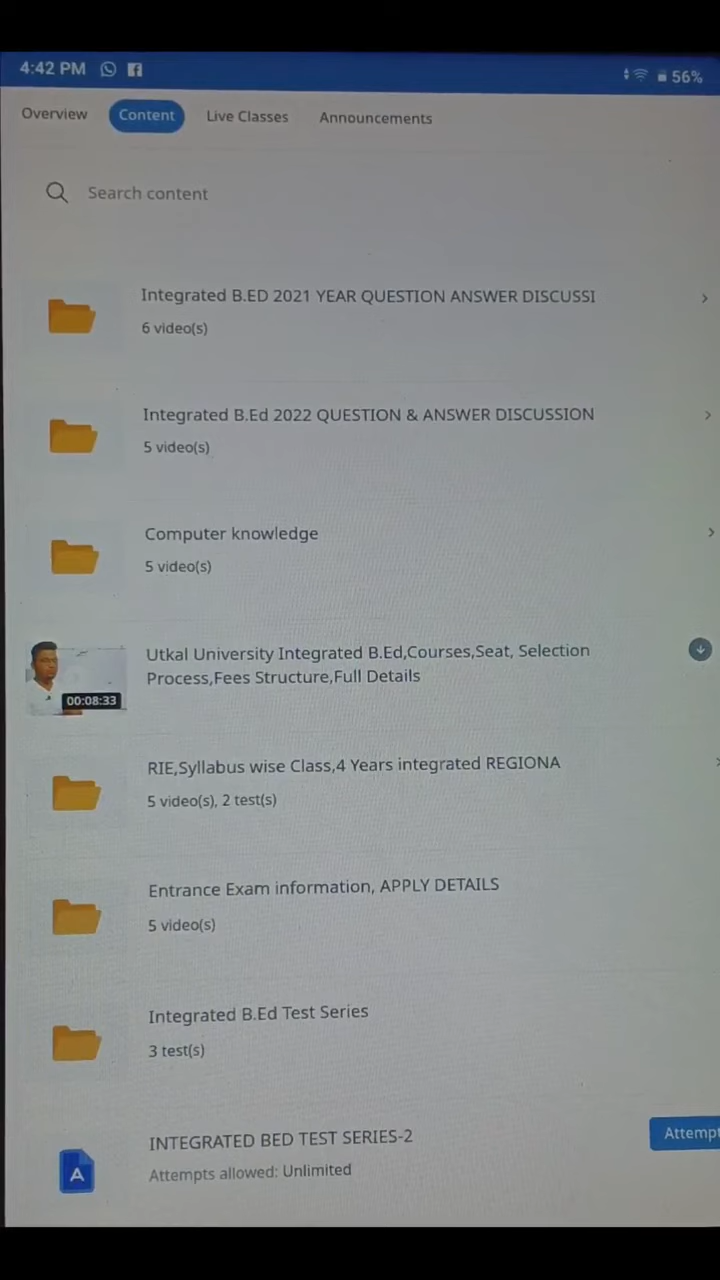 4:42 PM 56%
Overview Content Live Classes Announcements
Search content
Integrated B.ED 2021 YEAR QUESTION ANSWER DISCUSSI
6 video(s)
Integrated B.Ed 2022 QUESTION & ANSWER DISCUSSION
5 video(s)
Computer knowledge
5 video(s)
Utkal University Integrated B.Ed,Courses,Seat, Selection
Process,Fees Structure,Full Details
00:08:33
RIE,Syllabus wise Class,4 Years integrated REGIONA
5 video(s), 2 test(s)
Entrance Exam information, APPLY DETAILS
5 video(s)
Integrated B.Ed Test Series
3 test(s)
INTEGRATED BED TEST SERIES-2
Attempt
A
Attempts allowed: Unlimited